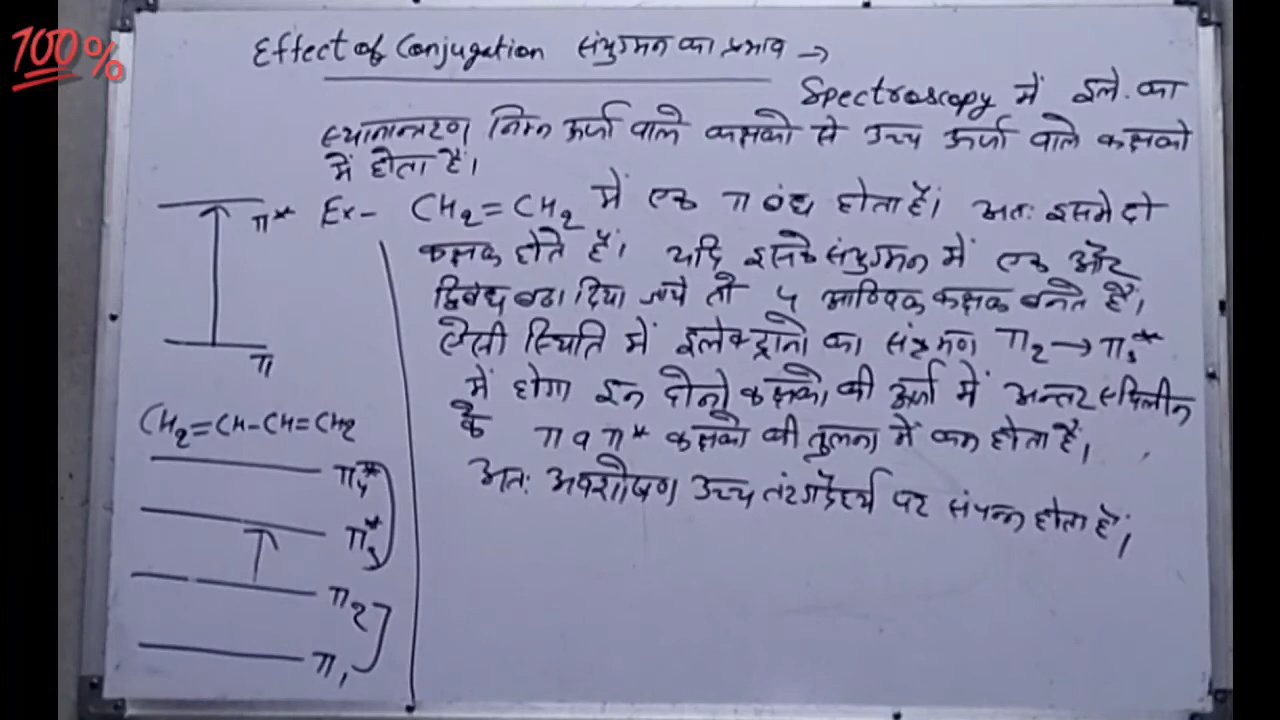 100%
Effect of Conjugation संयुग्मन का प्रभाव →
Spectroscopy में इले. का
स्थानान्तरण निम्न ऊर्जा वाले कक्षको से उच्च ऊर्जा वाले कक्षको
में होता है।
Ex- CH₂=CH₂ में एक π बंध होता है। अतः इसमे दो
कक्षक होते हैं। यदि इसके संयुग्मन में एक और
द्विबंध बढा दिया जाये तो 4 आण्विक कक्षक बनते हैं।
ऐसी स्थिति में इलेक्ट्रानो का संक्रमण π₂→π₃*
में होगा इन दोनो कक्षको की ऊर्जा में अन्तर एथिलीन
के π व π* कक्षको की तुलना में कम होता है।
अतः अवशोषण उच्च तंरगदैर्ध्य पर संपन्न होता है।
π*
π
CH₂=CH-CH=CH₂
π₄*
π₃*
π₂
π₁